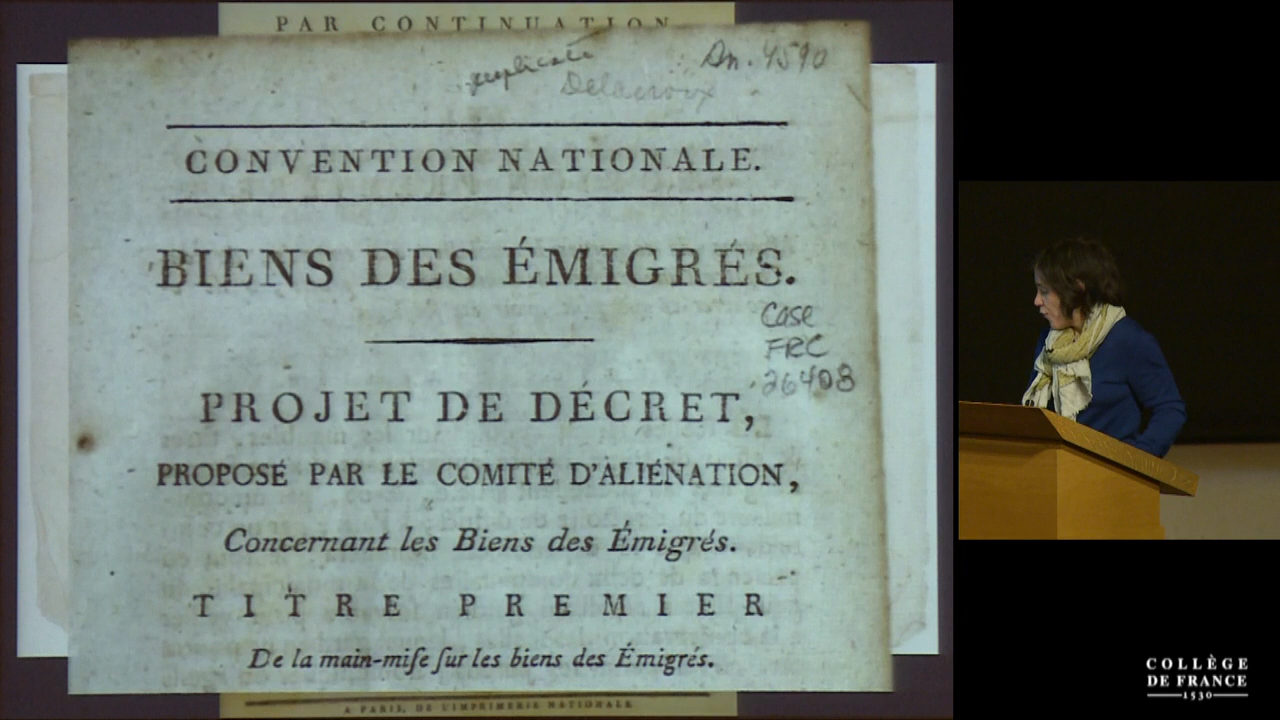 PAR CONTINUATION
duplicate
An. 4590
Delacroix
CONVENTION NATIONALE.
BIENS DES ÉMIGRÉS.
Case
FRC
26408
PROJET DE DÉCRET,
PROPOSÉ PAR LE COMITÉ D'ALIÉNATION,
Concernant les Biens des Émigrés.
TITRE PREMIER
De la main-miſe ſur les biens des Émigrés.
A PARIS, DE L'IMPRIMERIE NATIONALE.
COLLÈGE
DE FRANCE
1530